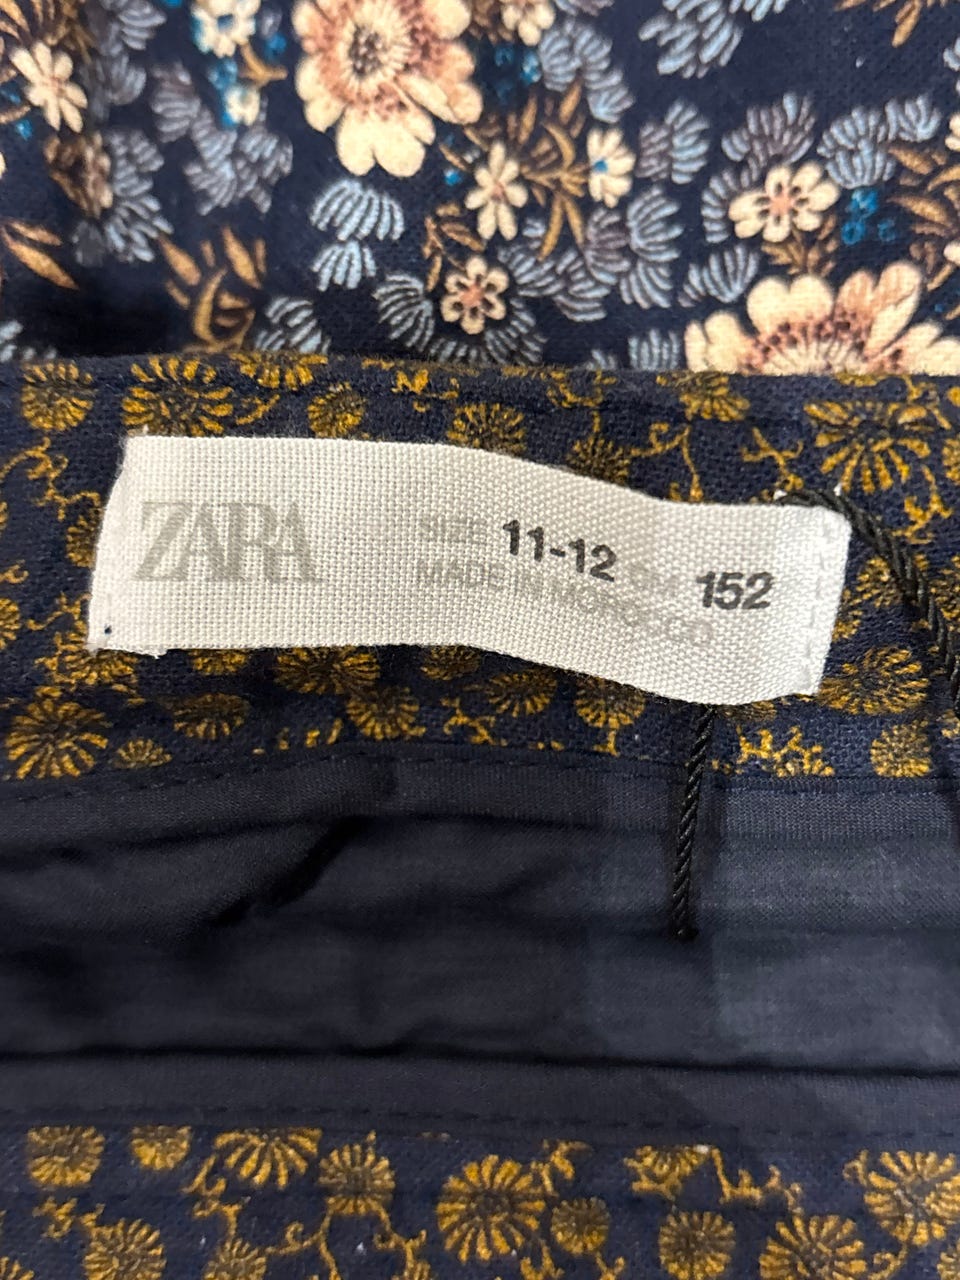 ZARA
SIZE 11-12 CM 152
MADE IN MOROCCO